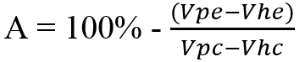 A = 100% - (Vpe−Vhe)/(Vpc−Vhc)